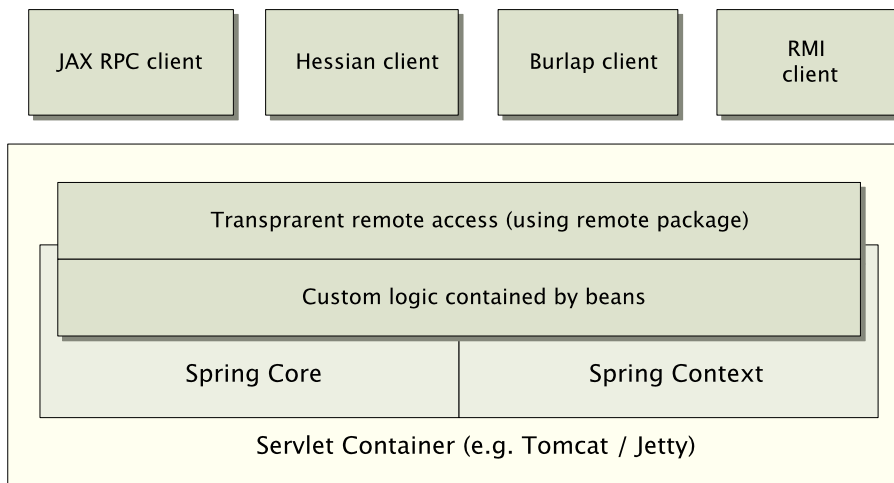 JAX RPC client
Hessian client
Burlap client
RMI
client
Transprarent remote access (using remote package)
Custom logic contained by beans
Spring Core
Spring Context
Servlet Container (e.g. Tomcat / Jetty)